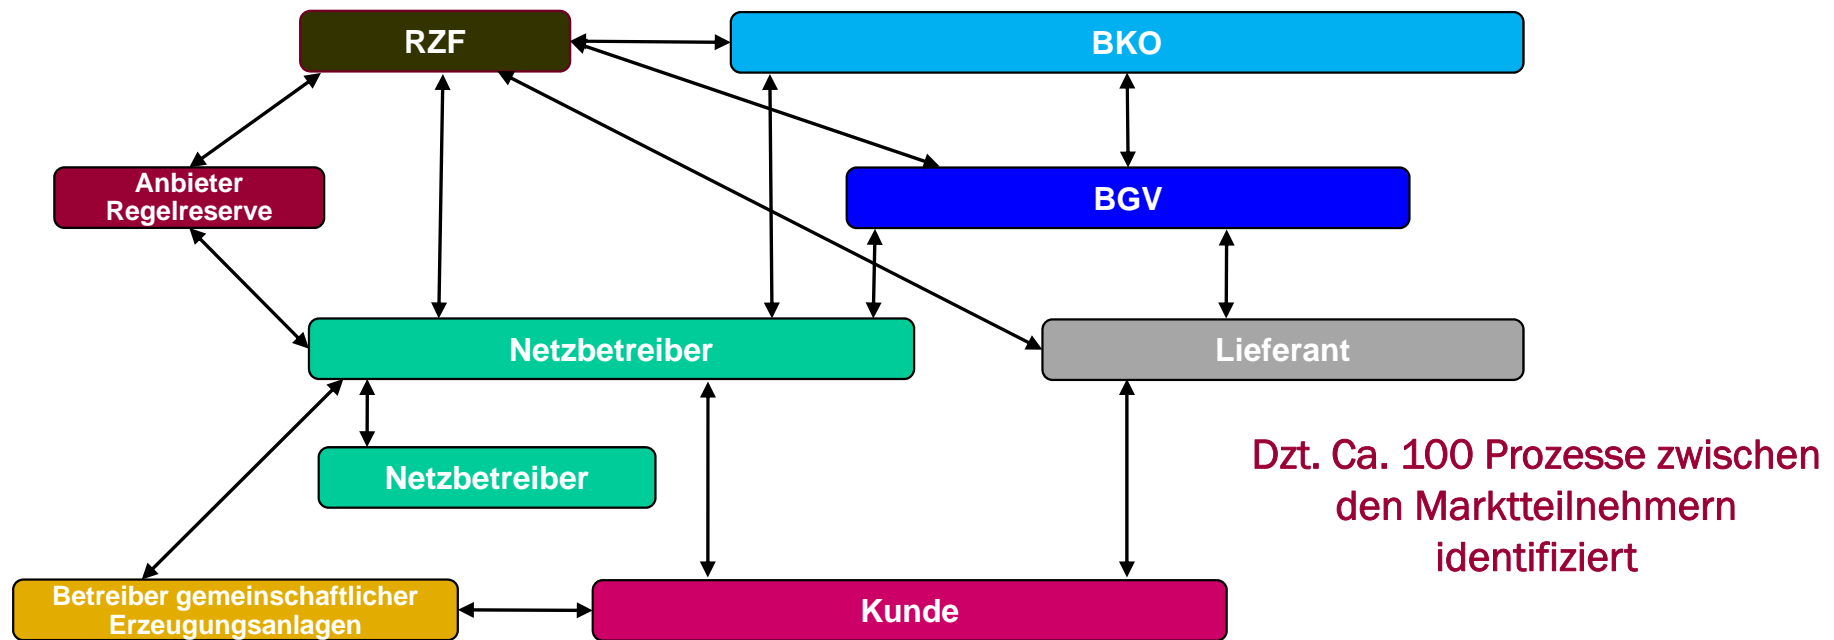 RZF
BKO
Anbieter
Regelreserve
BGV
Netzbetreiber
Lieferant
Netzbetreiber
Dzt. Ca. 100 Prozesse zwischen
den Marktteilnehmern
identifiziert
Betreiber gemeinschaftlicher
Erzeugungsanlagen
Kunde